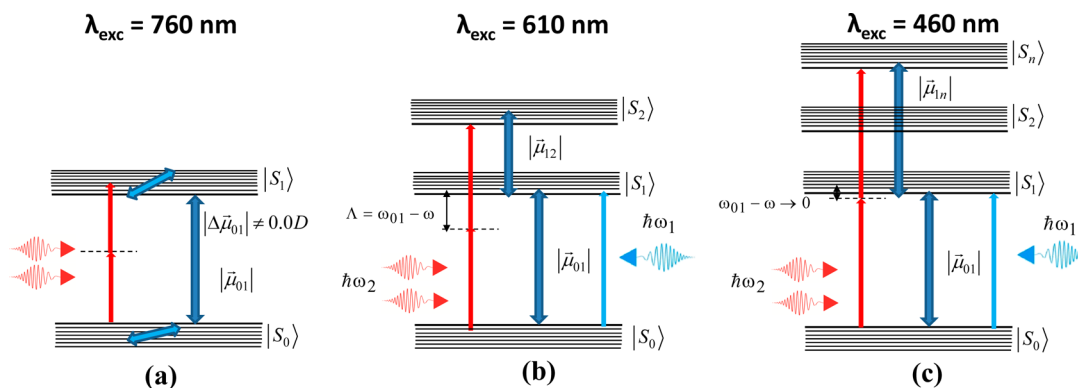 λexc = 760 nm
|S₁⟩
|Δμ⃗₀₁| ≠ 0.0D
|μ⃗₀₁|
|S₀⟩
(a)
λexc = 610 nm
|S₂⟩
|μ⃗₁₂|
|S₁⟩
Λ = ω₀₁ − ω
ħω₁
|μ⃗₀₁|
ħω₂
|S₀⟩
(b)
λexc = 460 nm
|Sₙ⟩
|μ⃗₁ₙ|
|S₂⟩
|S₁⟩
ω₀₁ − ω → 0
ħω₁
|μ⃗₀₁|
ħω₂
|S₀⟩
(c)